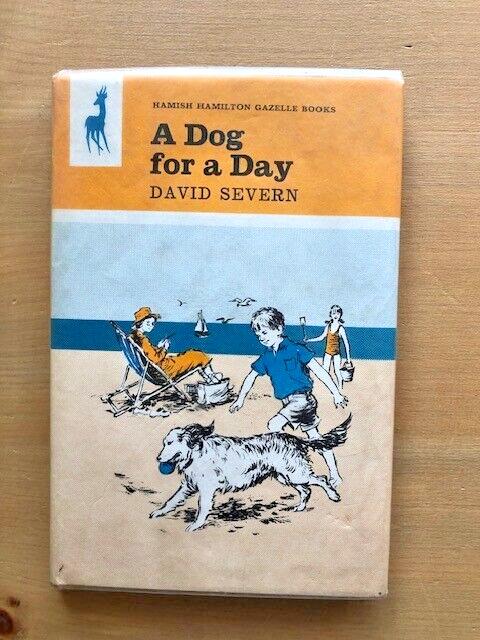 HAMISH HAMILTON GAZELLE BOOKS
A Dog
for a Day
DAVID SEVERN